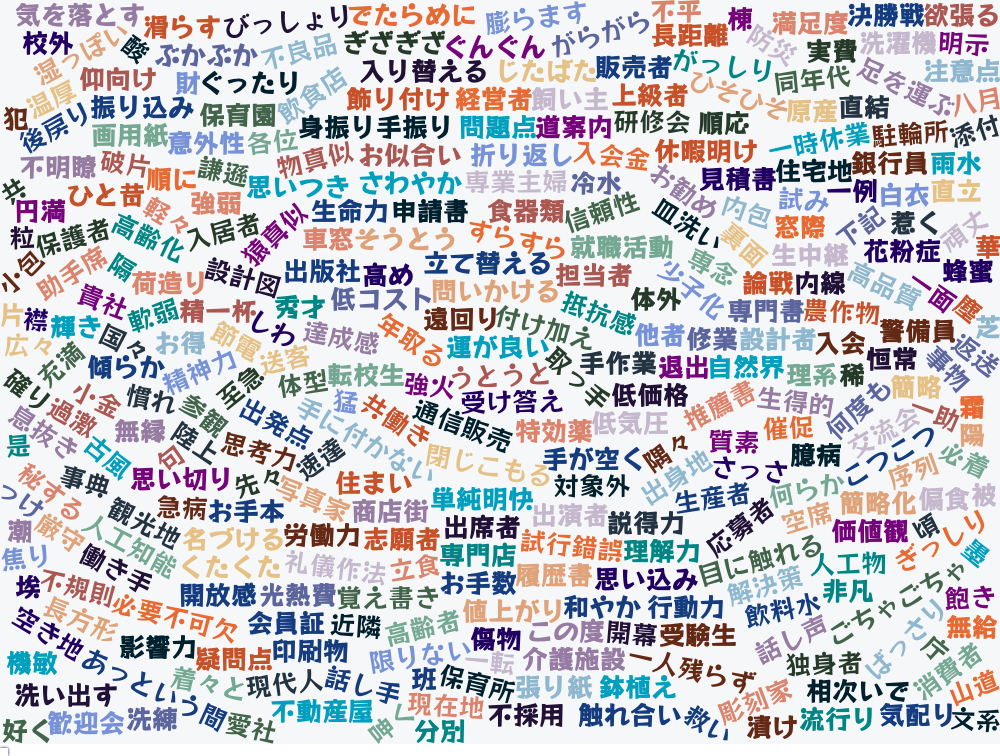 気を落とす
滑らす
びっしょり
でたらめに
膨らます
不平
棟
満足度
決勝戦
欲張る
校外
湿っぽい
酸
ぶかぶか
不良品
ぎざぎざ
ぐんぐん
がらがら
長距離
防災
実費
洗濯機
明示
仰向け
財
ぐったり
入り替える
じたばた
販売者
がっしり
同年代
足を運ぶ
注意点
温厚
犯
後戻り
振り込み
保育園
飲食店
飾り付け
経営者
飼い主
上級者
ひそひそ
原産
直結
八月
画用紙
意外性
各位
身振り手振り
問題点
道案内
研修会
順応
一時休業
駐輪所
添付
不明瞭
破片
順に
謙遜
物真似
お似合い
折り返し
入会金
休暇明け
住宅地
銀行員
雨水
共
ひと昔
軽々
強弱
思いつき
さわやか
専業主婦
冷水
お勧め
見積書
試み
一例
白衣
直立
円満
粒
保護者
高齢化
入居者
猿真似
生命力
申請書
食器類
信頼性
皿洗い
内包
窓際
下記
惹く
頑丈
華
小包
助手席
隔
荷造り
設計図
車窓
そうとう
すらすら
就職活動
裏面
生中継
花粉症
蜂蜜
出版社
高め
立て替える
担当者
少子化
専念
論戦
内線
高品質
一面
塵
片
襟
輝き
貴社
国々
軟弱
精一杯
秀才
低コスト
問いかける
抵抗感
体外
専門書
農作物
芝
広々
充満
傾らか
お得
節電
しわ
達成感
年取る
遠回り
付け加え
他者
修業
設計者
入会
警備員
返送
確り
小金
慣れ
精神力
至急
送客
体型
転校生
強火
運が良い
うとうと
取っ手
手作業
退出
自然界
理系
稀
恒常
事物
息抜き
過激
無縁
参観
出発点
手に付かない
猛
共働き
通信販売
受け答え
特効薬
低気圧
低価格
推薦書
生得的
何度も
簡略
一助
霜
是
古風
向
陸上
思考力
速達
閉じこもる
手が空く
隅々
質素
催促
臆病
交流会
こつこつ
陽
秘する
事典
思い切り
先々
写真家
住まい
単純明快
対象外
出身地
さっさ
生産者
何らか
序列
必着
っけ
潮
厳守
観光地
急病
お手本
商店街
出席者
出演者
説得力
応募者
空席
簡略化
偏食
被
焦り
人工知能
名づける
労働力
志願者
専門店
試行錯誤
理解力
目に触れる
価値観
頃
ぎっしり
墨
働き手
くたくた
礼儀作法
立食
お手数
履歴書
思い込み
解決策
人工物
埃
不規則
必要不可欠
開放感
光熱費
覚え書き
値上がり
和やか
行動力
飲料水
非凡
ごちゃごちゃ
飽き
空き地
長方形
影響力
会員証
近隣
高齢者
傷物
この度
開幕
受験生
話し声
ばっさり
無給
機敏
あっという間
疑問点
印刷物
限りない
一転
介護施設
一人残らず
独身者
斤
消費者
洗い出す
着々と
現代人
話し手
班
保育所
張り紙
鉢植え
彫刻家
相次いで
山道
好く
歓迎会
洗練
愛社
不動産屋
現在地
分別
不採用
触れ合い
救い
漬け
流行り
気配り
文系